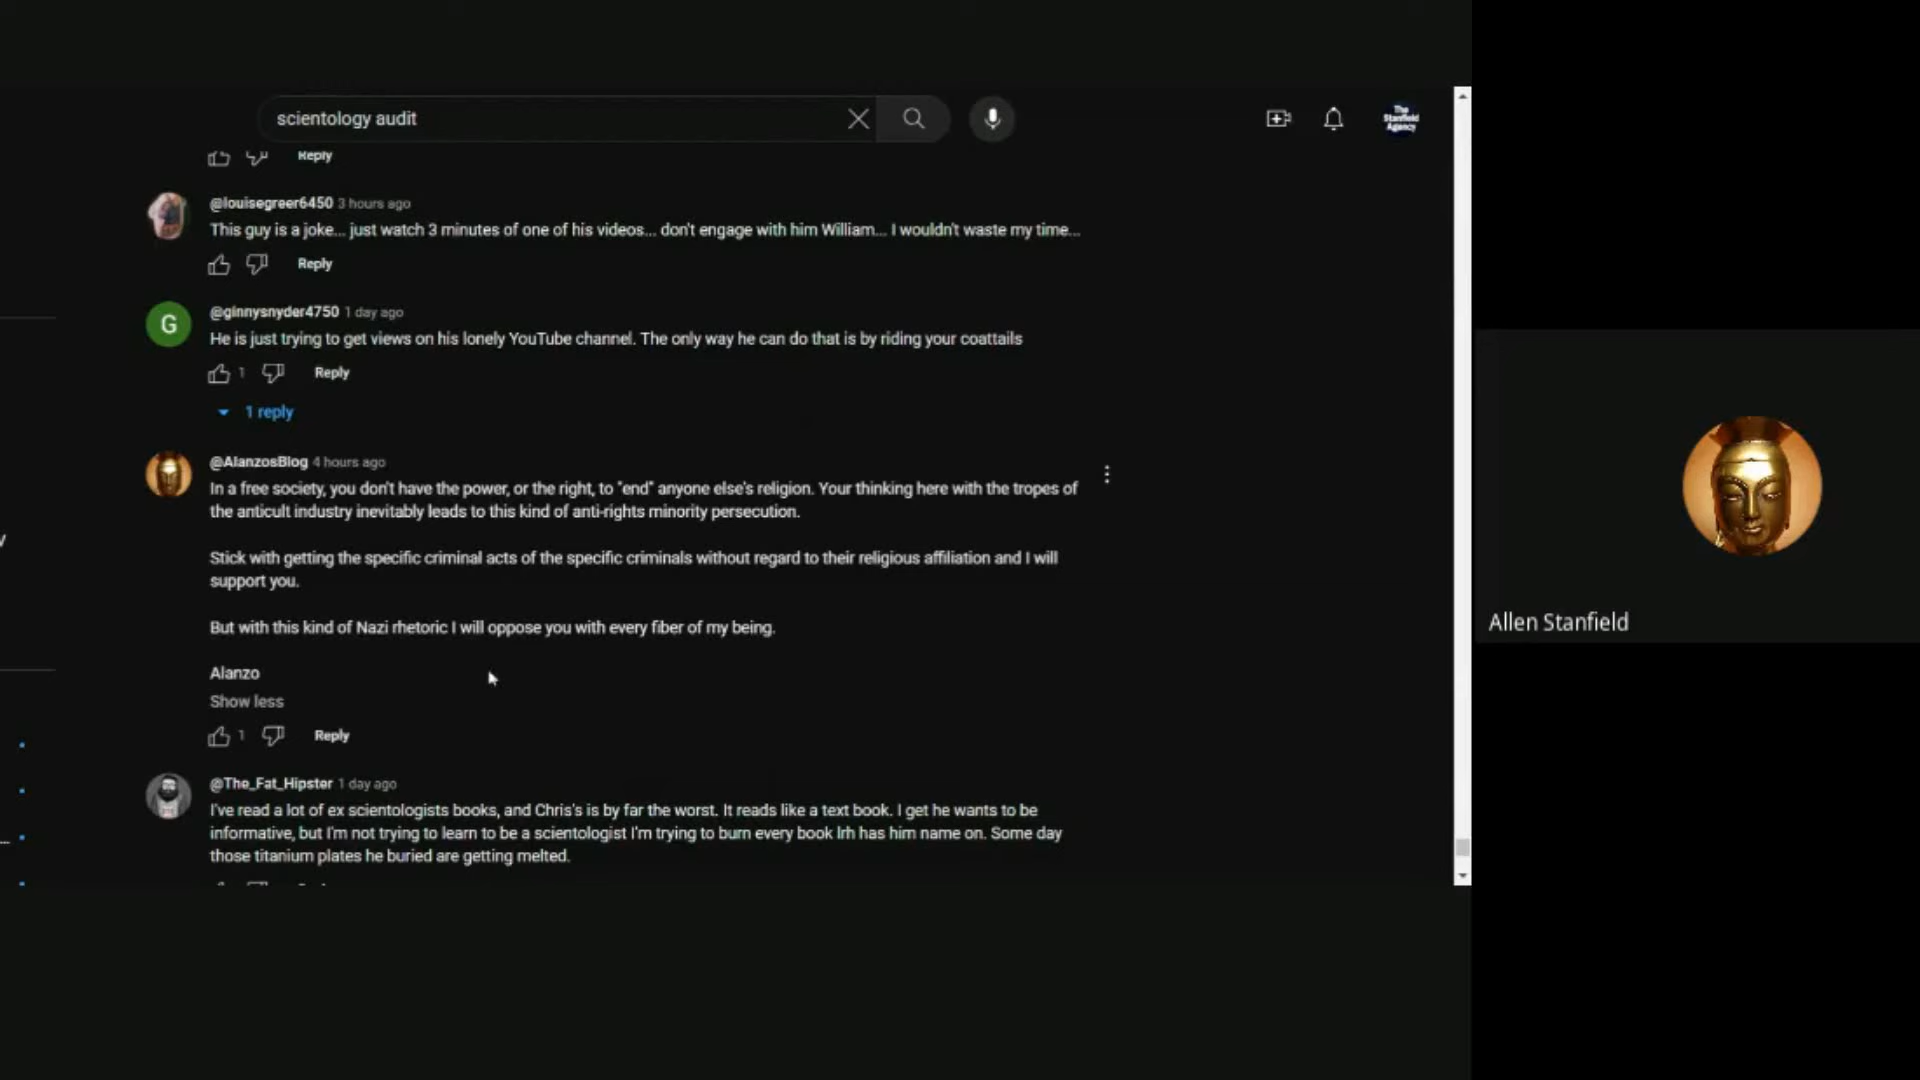 scientology audit
The Stanfield Agency
Reply
@louisegreer6450 3 hours ago
This guy is a joke... just watch 3 minutes of one of his videos... don't engage with him William... I wouldn't waste my time...
Reply
G
@ginnysnyder4750 1 day ago
He is just trying to get views on his lonely YouTube channel. The only way he can do that is by riding your coattails
1
Reply
1 reply
@AlanzosBlog 4 hours ago
In a free society, you don't have the power, or the right, to "end" anyone else's religion. Your thinking here with the tropes of
the anticult industry inevitably leads to this kind of anti-rights minority persecution.
Stick with getting the specific criminal acts of the specific criminals without regard to their religious affiliation and I will
support you.
But with this kind of Nazi rhetoric I will oppose you with every fiber of my being.
Alanzo
Show less
1
Reply
@The_Fat_Hipster 1 day ago
I've read a lot of ex scientologists books, and Chris's is by far the worst. It reads like a text book. I get he wants to be
informative, but I'm not trying to learn to be a scientologist I'm trying to burn every book lrh has him name on. Some day
those titanium plates he buried are getting melted.
Allen Stanfield